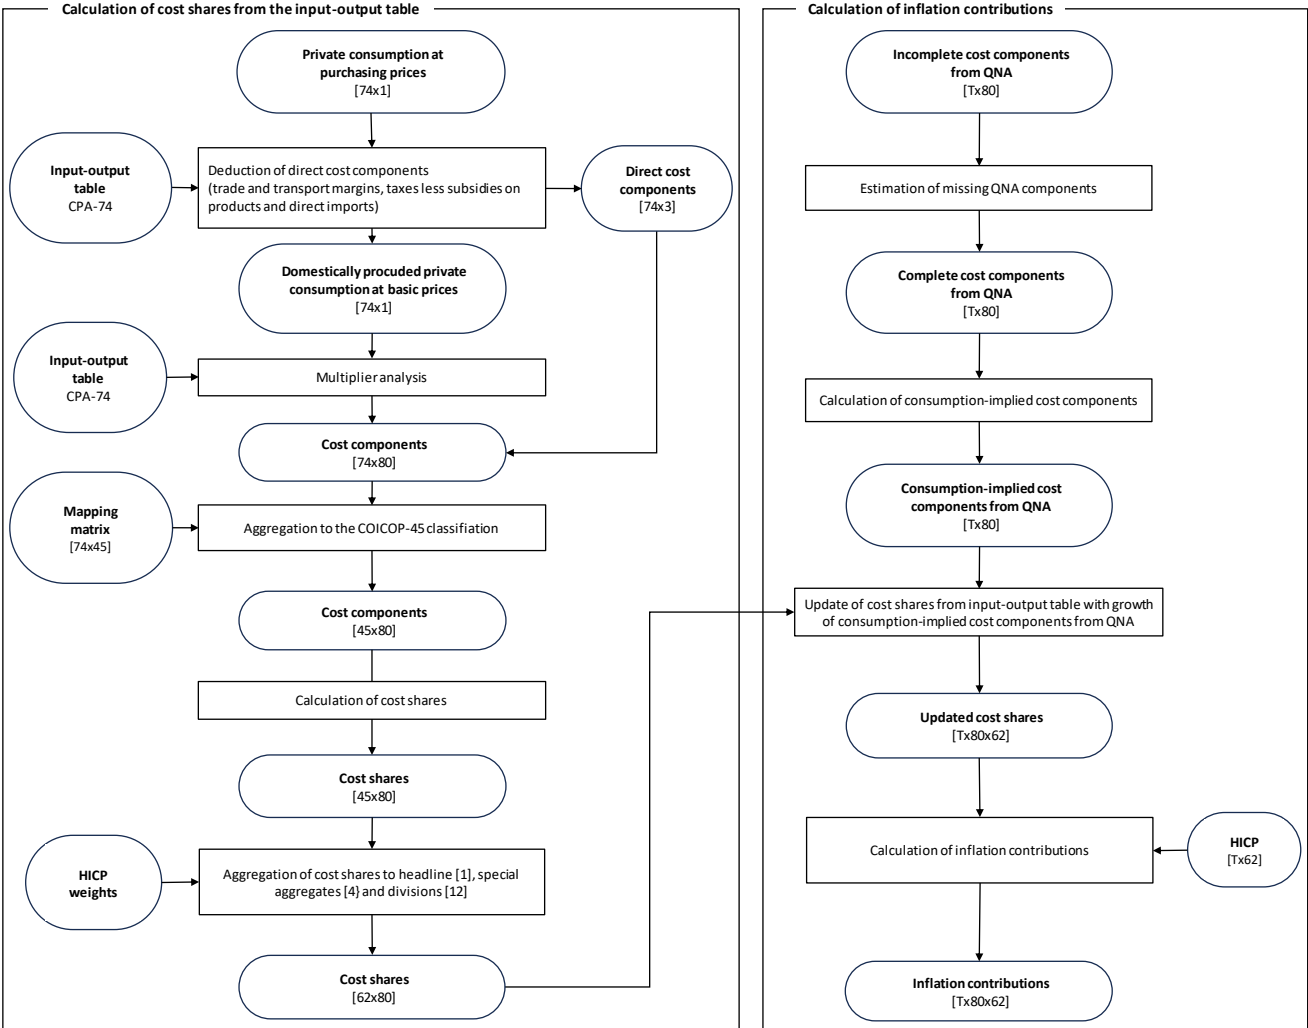 Calculation of cost shares from the input-output table
Private consumption at
purchasing prices
[74x1]
Input-output
table
CPA-74
Deduction of direct cost components
(trade and transport margins, taxes less subsidies on
products and direct imports)
Direct cost
components
[74x3]
Domestically procuded private
consumption at basic prices
[74x1]
Input-output
table
CPA-74
Multiplier analysis
Cost components
[74x80]
Mapping
matrix
[74x45]
Aggregation to the COICOP-45 classifiation
Cost components
[45x80]
Calculation of cost shares
Cost shares
[45x80]
HICP
weights
Aggregation of cost shares to headline [1], special
aggregates [4} and divisions [12]
Cost shares
[62x80]
Calculation of inflation contributions
Incomplete cost components
from QNA
[Tx80]
Estimation of missing QNA components
Complete cost components
from QNA
[Tx80]
Calculation of consumption-implied cost components
Consumption-implied cost
components from QNA
[Tx80]
Update of cost shares from input-output table with growth
of consumption-implied cost components from QNA
Updated cost shares
[Tx80x62]
Calculation of inflation contributions
HICP
[Tx62]
Inflation contributions
[Tx80x62]